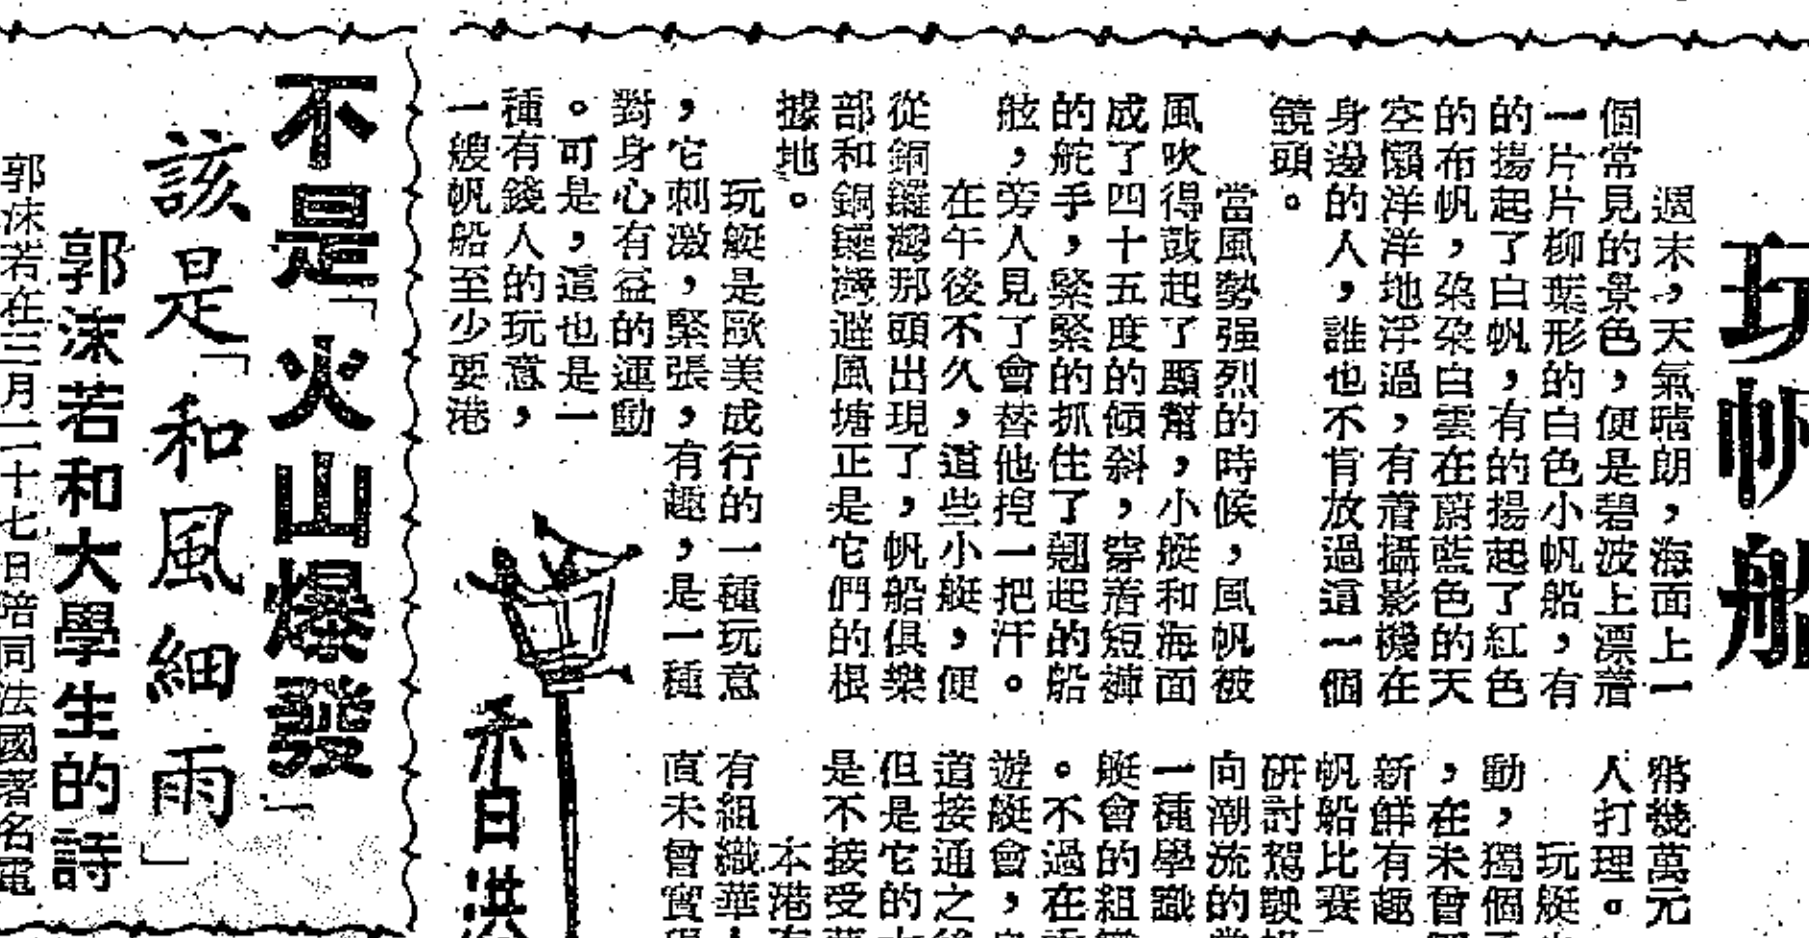 玩帆船
週末，天氣晴朗，海面上一
個常見的景色，便是碧波上漂着
一片片柳葉形的白色小帆船，有
的揚起了白帆，有的揚起了紅色
的布帆，朶朶白雲在蔚藍色的天
空懶洋洋地浮過，有着攝影機在
身邊的人，誰也不肯放過這一個
鏡頭。
當風勢强烈的時候，風帆被
風吹得鼓起了顋幫，小艇和海面
成了四十五度的傾斜，穿着短褲
的舵手，緊緊的抓住了翹起的船
舷，旁人見了會替他揑一把汗。
在午後不久，這些小艇，便
從銅鑼灣那頭出現了，帆船俱樂
部和銅鑼灣避風塘正是它們的根
據地。
玩艇是歐美成行的一種玩意
，它刺激，緊張，有趣，是一種
對身心有益的運動
。可是，這也是一
種有錢人的玩意，
一艘帆船至少要港
幣幾萬元
人打理。
玩艇
動，獨個
，在未曾
新鮮有趣
帆船比賽
研討駕駛
向潮流的
一種學識
艇會的組
。不過在
遊艇會，
道接通之
但是它的
是不接受
本港
有組織華
直未曾實
不是「火山爆發」
該是「和風細雨」
郭沫若和大學生的詩
郭沫若在三月二十七日陪同法國著名電